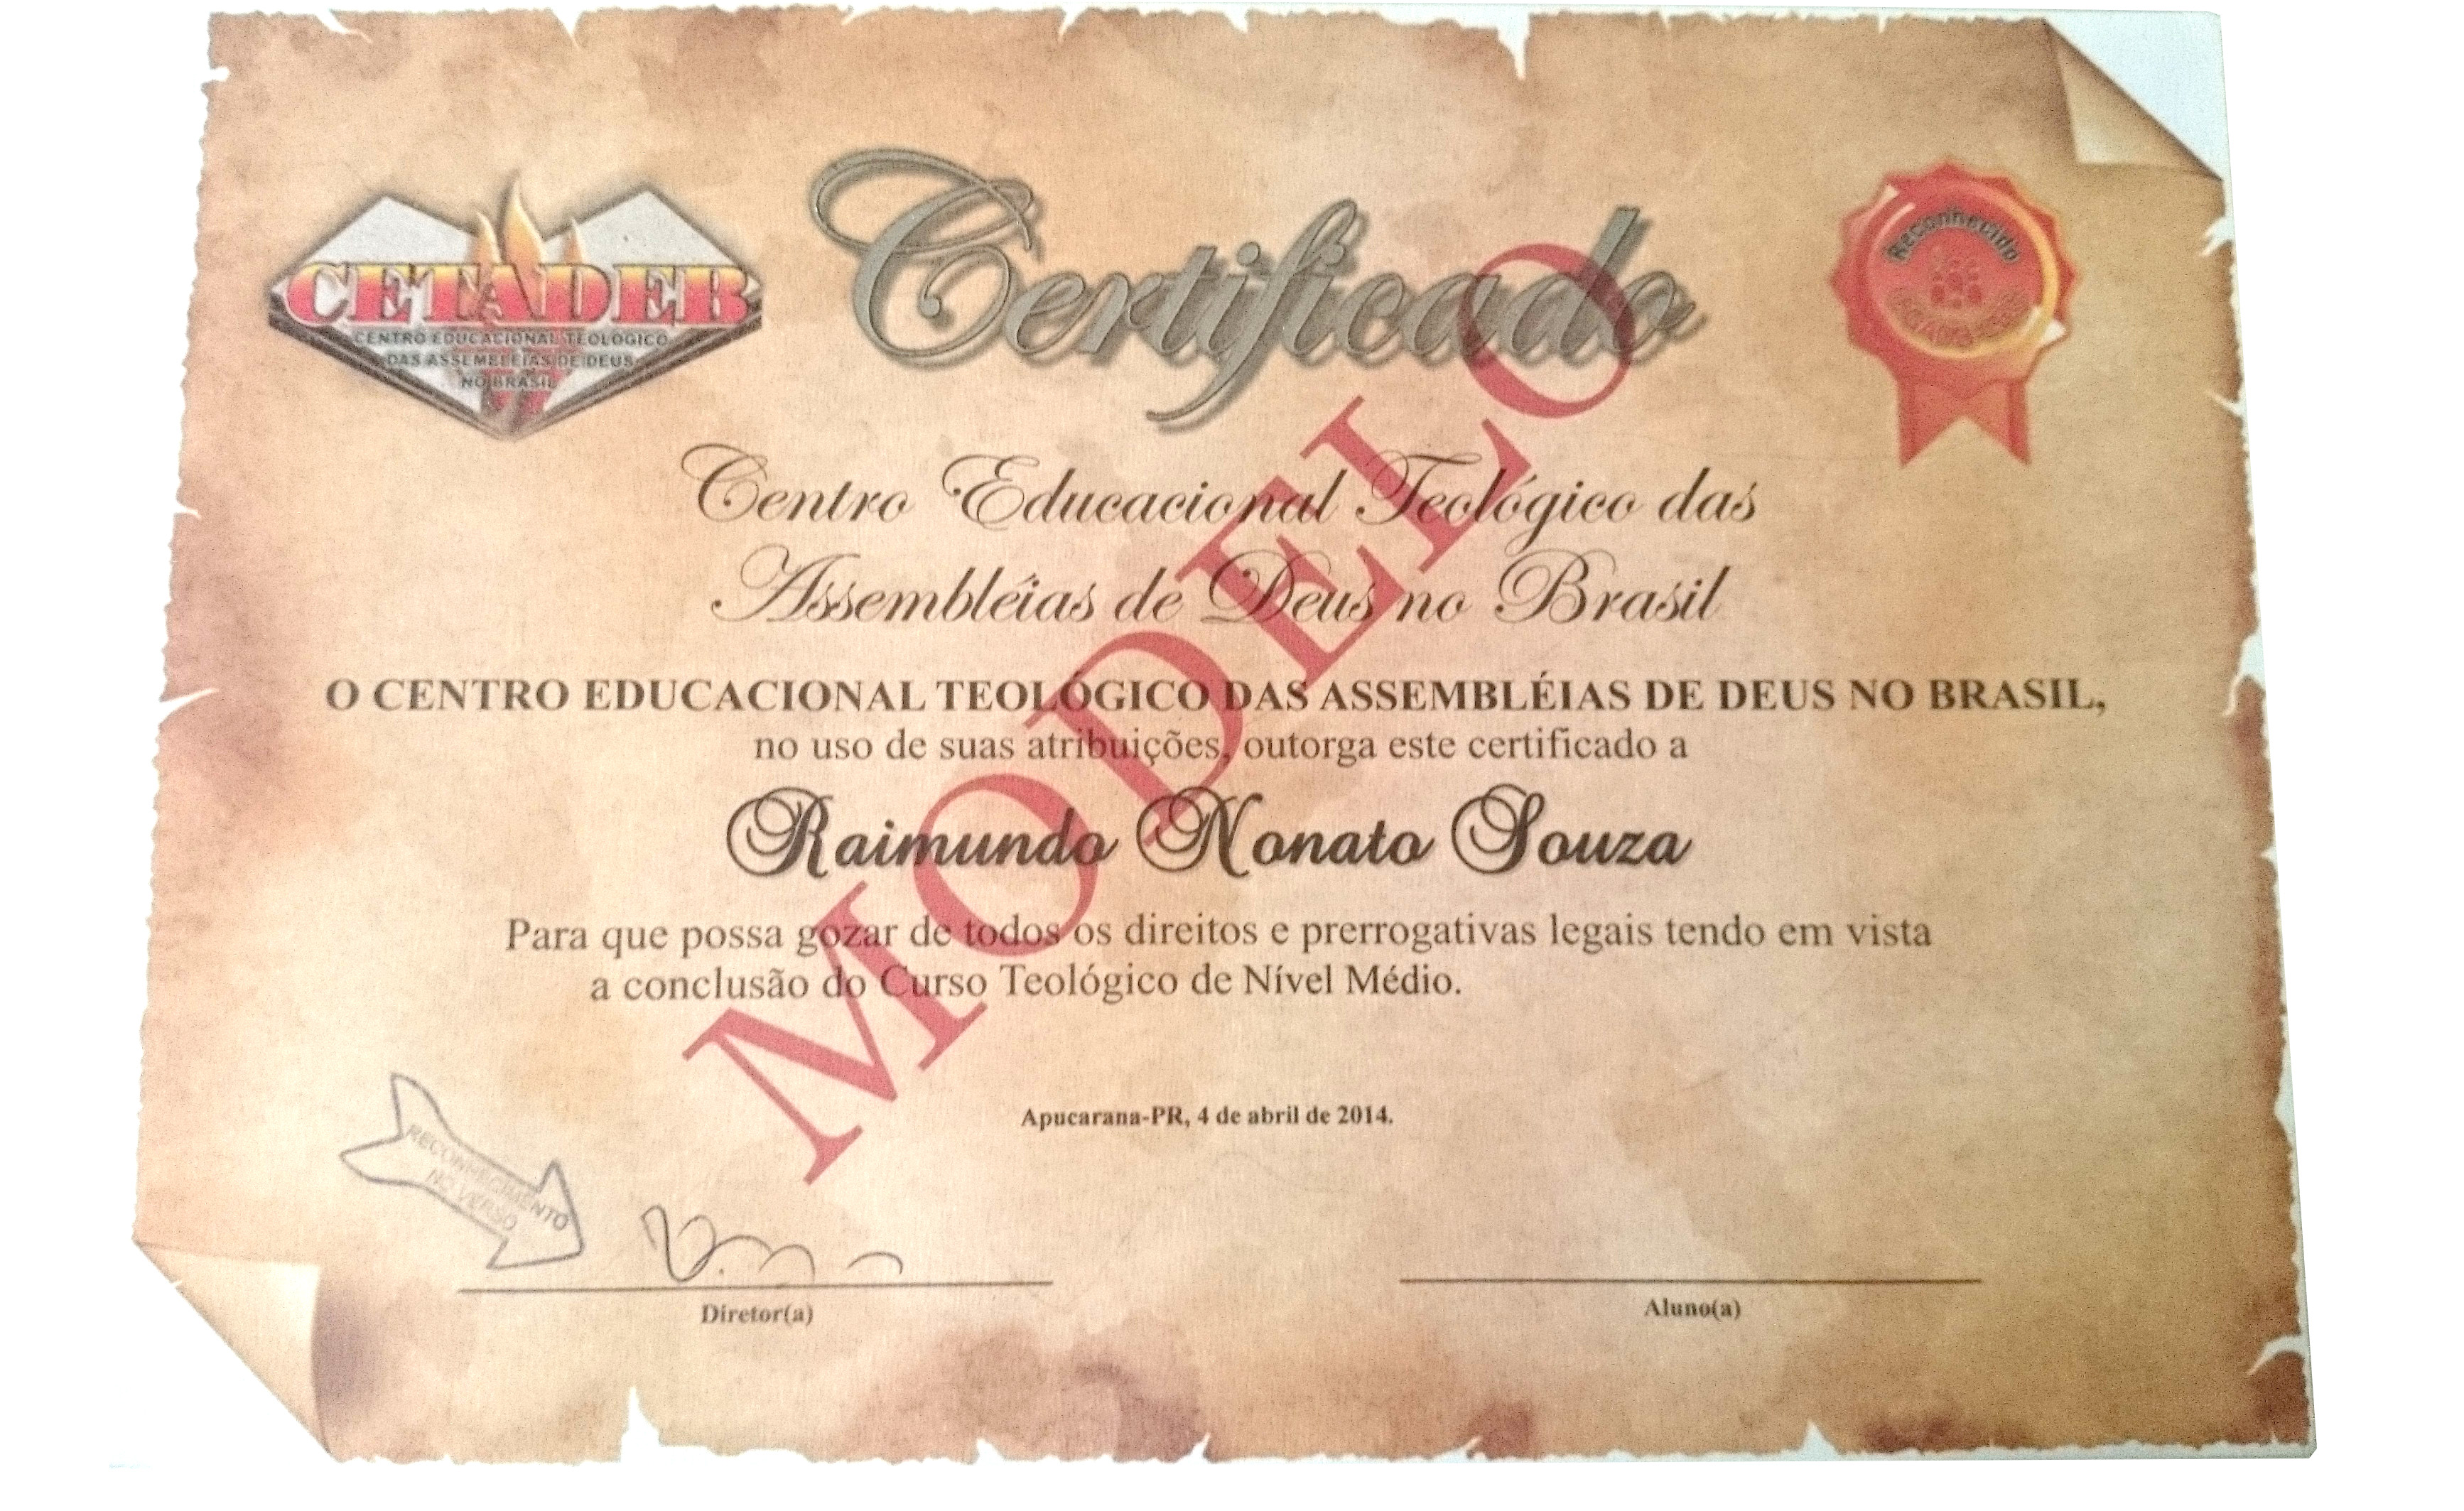 CETADEB
CENTRO EDUCACIONAL TEOLÓGICO
DAS ASSEMBLÉIAS DE DEUS
NO BRASIL
Certificado
Reconhecido
Centro Educacional Teológico das
Assembléias de Deus no Brasil
O CENTRO EDUCACIONAL TEOLÓGICO DAS ASSEMBLÉIAS DE DEUS NO BRASIL,
no uso de suas atribuições, outorga este certificado a
Raimundo Nonato Souza
Para que possa gozar de todos os direitos e prerrogativas legais tendo em vista
a conclusão do Curso Teológico de Nível Médio.
MODELO
Apucarana-PR, 4 de abril de 2014.
RECONHECIMENTO
NO VERSO
Diretor(a)
Aluno(a)